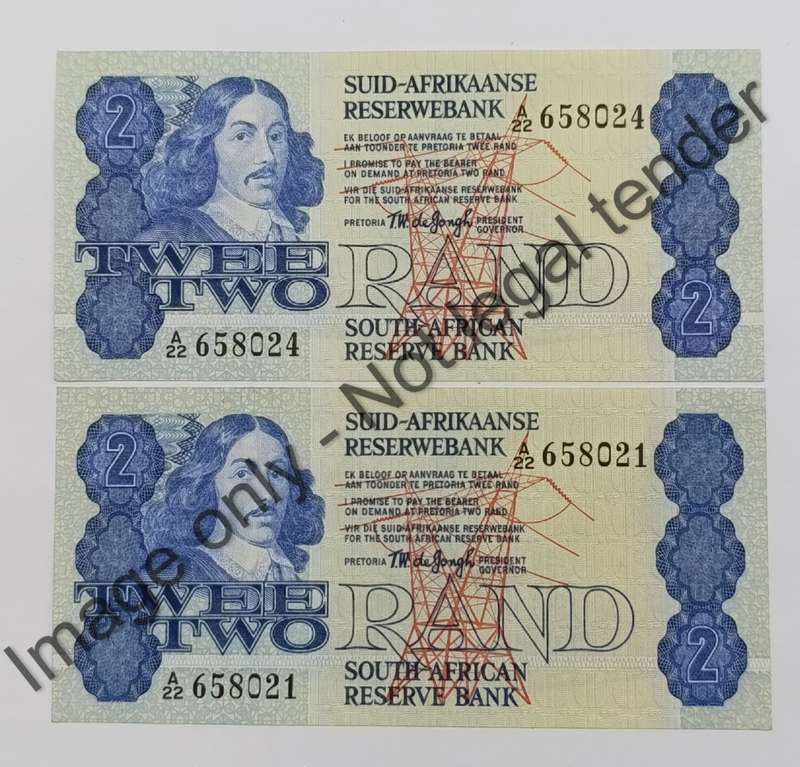 2
SUID-AFRIKAANSE
RESERWEBANK
A/22 658024
EK BELOOF OP AANVRAAG TE BETAAL
AAN TOONDER TE PRETORIA TWEE RAND
I PROMISE TO PAY THE BEARER
ON DEMAND AT PRETORIA TWO RAND
VIR DIE SUID-AFRIKAANSE RESERWEBANK
FOR THE SOUTH AFRICAN RESERVE BANK
PRETORIA T.W. de Jongh PRESIDENT
GOVERNOR
TWEE
TWO
RAND
2
A/22 658024
SOUTH AFRICAN
RESERVE BANK
2
SUID-AFRIKAANSE
RESERWEBANK
A/22 658021
EK BELOOF OP AANVRAAG TE BETAAL
AAN TOONDER TE PRETORIA TWEE RAND
I PROMISE TO PAY THE BEARER
ON DEMAND AT PRETORIA TWO RAND
VIR DIE SUID-AFRIKAANSE RESERWEBANK
FOR THE SOUTH AFRICAN RESERVE BANK
PRETORIA T.W. de Jongh PRESIDENT
GOVERNOR
TWEE
TWO
RAND
2
A/22 658021
SOUTH AFRICAN
RESERVE BANK
Image only - Not legal tender